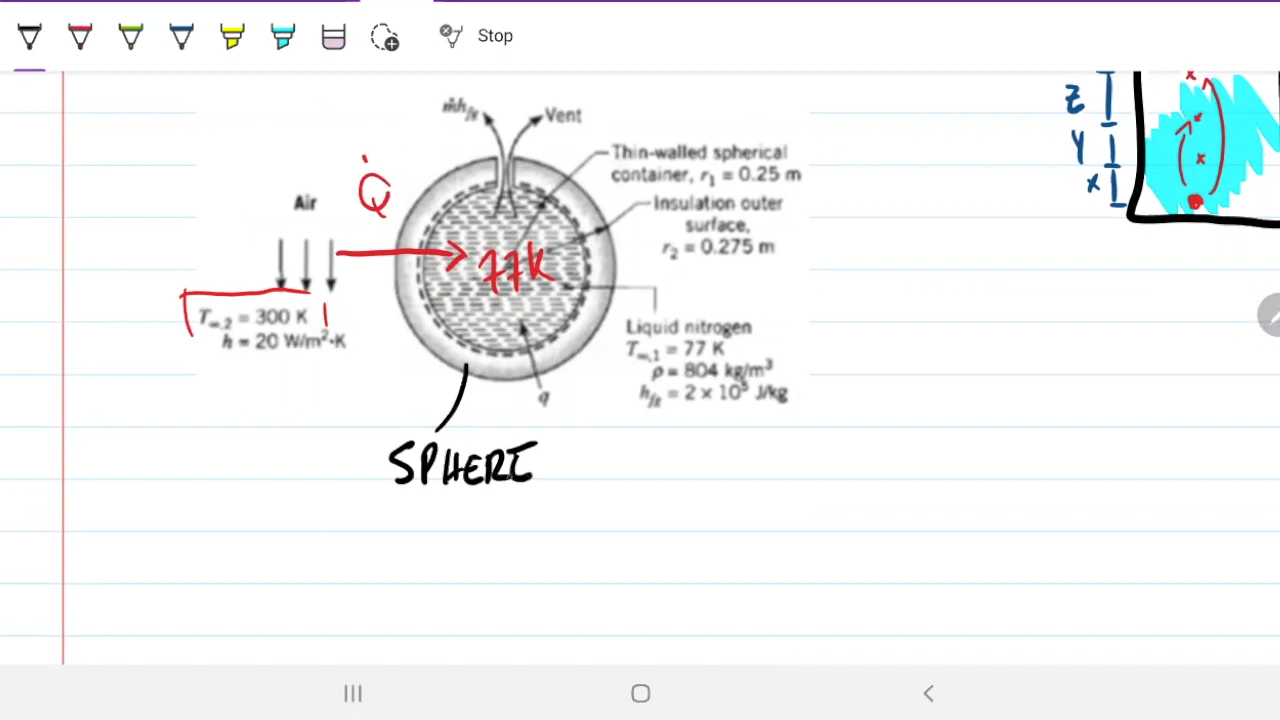 Stop
ṁh_fg
Vent
Thin-walled spherical
container, r₁ = 0.25 m
Q̇
Air
Insulation outer
surface,
r₂ = 0.275 m
77K
T∞,2 = 300 K
h = 20 W/m²·K
Liquid nitrogen
T∞,1 = 77 K
ρ = 804 kg/m³
h_fg = 2 × 10⁵ J/kg
q
SPHERE
Z
Y
X
x
x
x